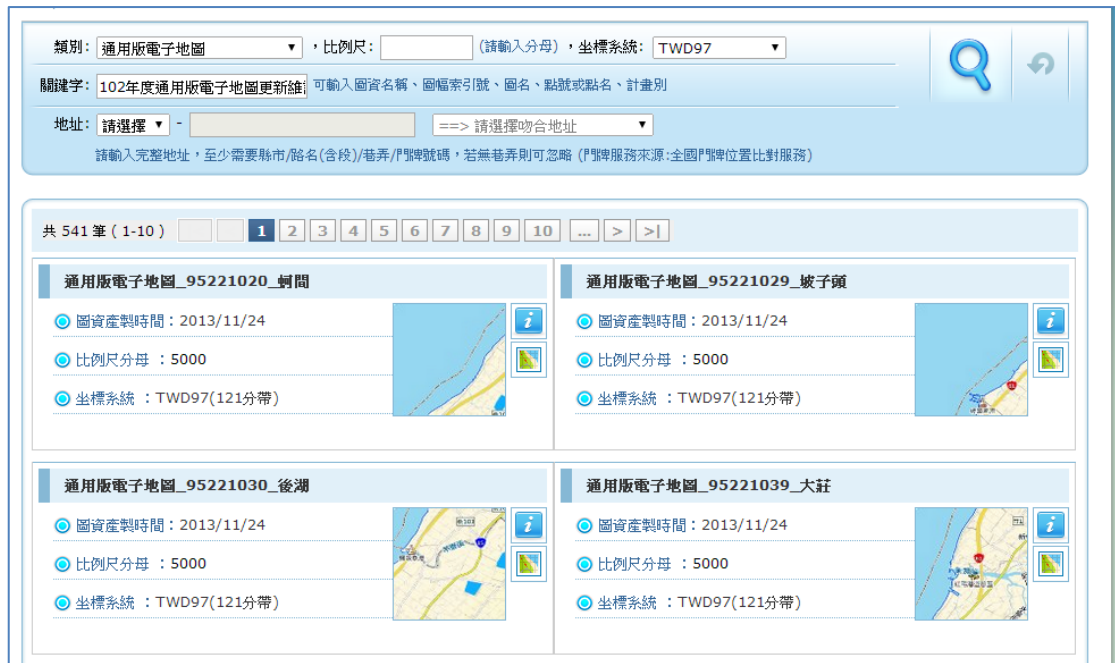 類別: 通用版電子地圖 ，比例尺: (請輸入分母) ，坐標系統: TWD97
關鍵字: 102年度通用版電子地圖更新維 可輸入圖資名稱、圖幅索引號、圖名、點號或點名、計畫別
地址: 請選擇 - ==> 請選擇吻合地址
請輸入完整地址，至少需要縣市/路名(含段)/巷弄/門牌號碼，若無巷弄則可忽略 (門牌服務來源:全國門牌位置比對服務)
共 541 筆 ( 1-10 ) 1 2 3 4 5 6 7 8 9 10 ... > >|
通用版電子地圖_95221020_蚵間
圖資產製時間：2013/11/24
比例尺分母 ：5000
坐標系統 ：TWD97(121分帶)
通用版電子地圖_95221029_坡子頭
圖資產製時間：2013/11/24
比例尺分母 ：5000
坐標系統 ：TWD97(121分帶)
通用版電子地圖_95221030_後湖
圖資產製時間：2013/11/24
比例尺分母 ：5000
坐標系統 ：TWD97(121分帶)
通用版電子地圖_95221039_大莊
圖資產製時間：2013/11/24
比例尺分母 ：5000
坐標系統 ：TWD97(121分帶)